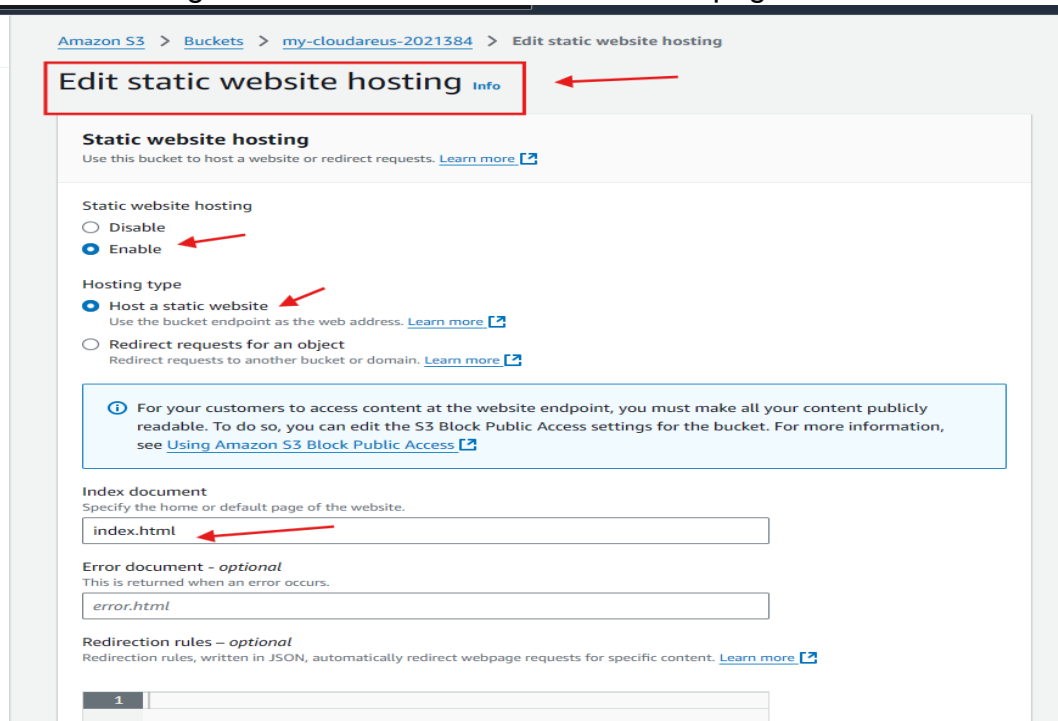 Amazon S3 > Buckets > my-cloudareus-2021384 > Edit static website hosting
Edit static website hosting Info
Static website hosting
Use this bucket to host a website or redirect requests. Learn more
Static website hosting
Disable
Enable
Hosting type
Host a static website
Use the bucket endpoint as the web address. Learn more
Redirect requests for an object
Redirect requests to another bucket or domain. Learn more
For your customers to access content at the website endpoint, you must make all your content publicly
readable. To do so, you can edit the S3 Block Public Access settings for the bucket. For more information,
see Using Amazon S3 Block Public Access
Index document
Specify the home or default page of the website.
index.html
Error document - optional
This is returned when an error occurs.
error.html
Redirection rules – optional
Redirection rules, written in JSON, automatically redirect webpage requests for specific content. Learn more
1